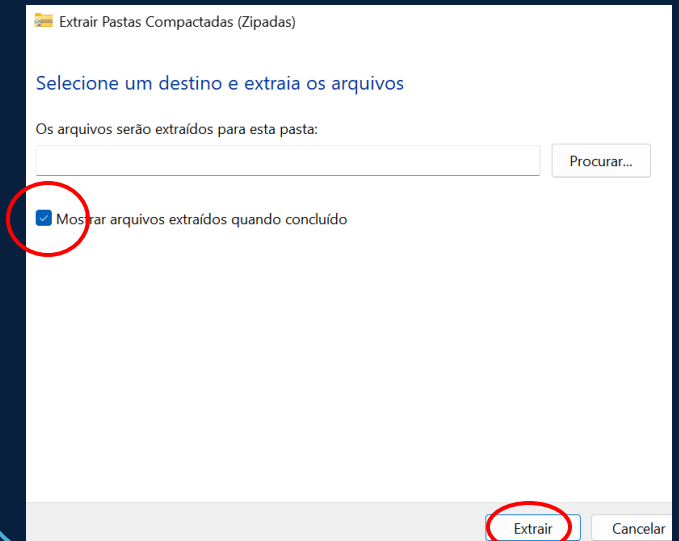 Extrair Pastas Compactadas (Zipadas)
Selecione um destino e extraia os arquivos
Os arquivos serão extraídos para esta pasta:
Procurar...
Mostrar arquivos extraídos quando concluído
Extrair
Cancelar